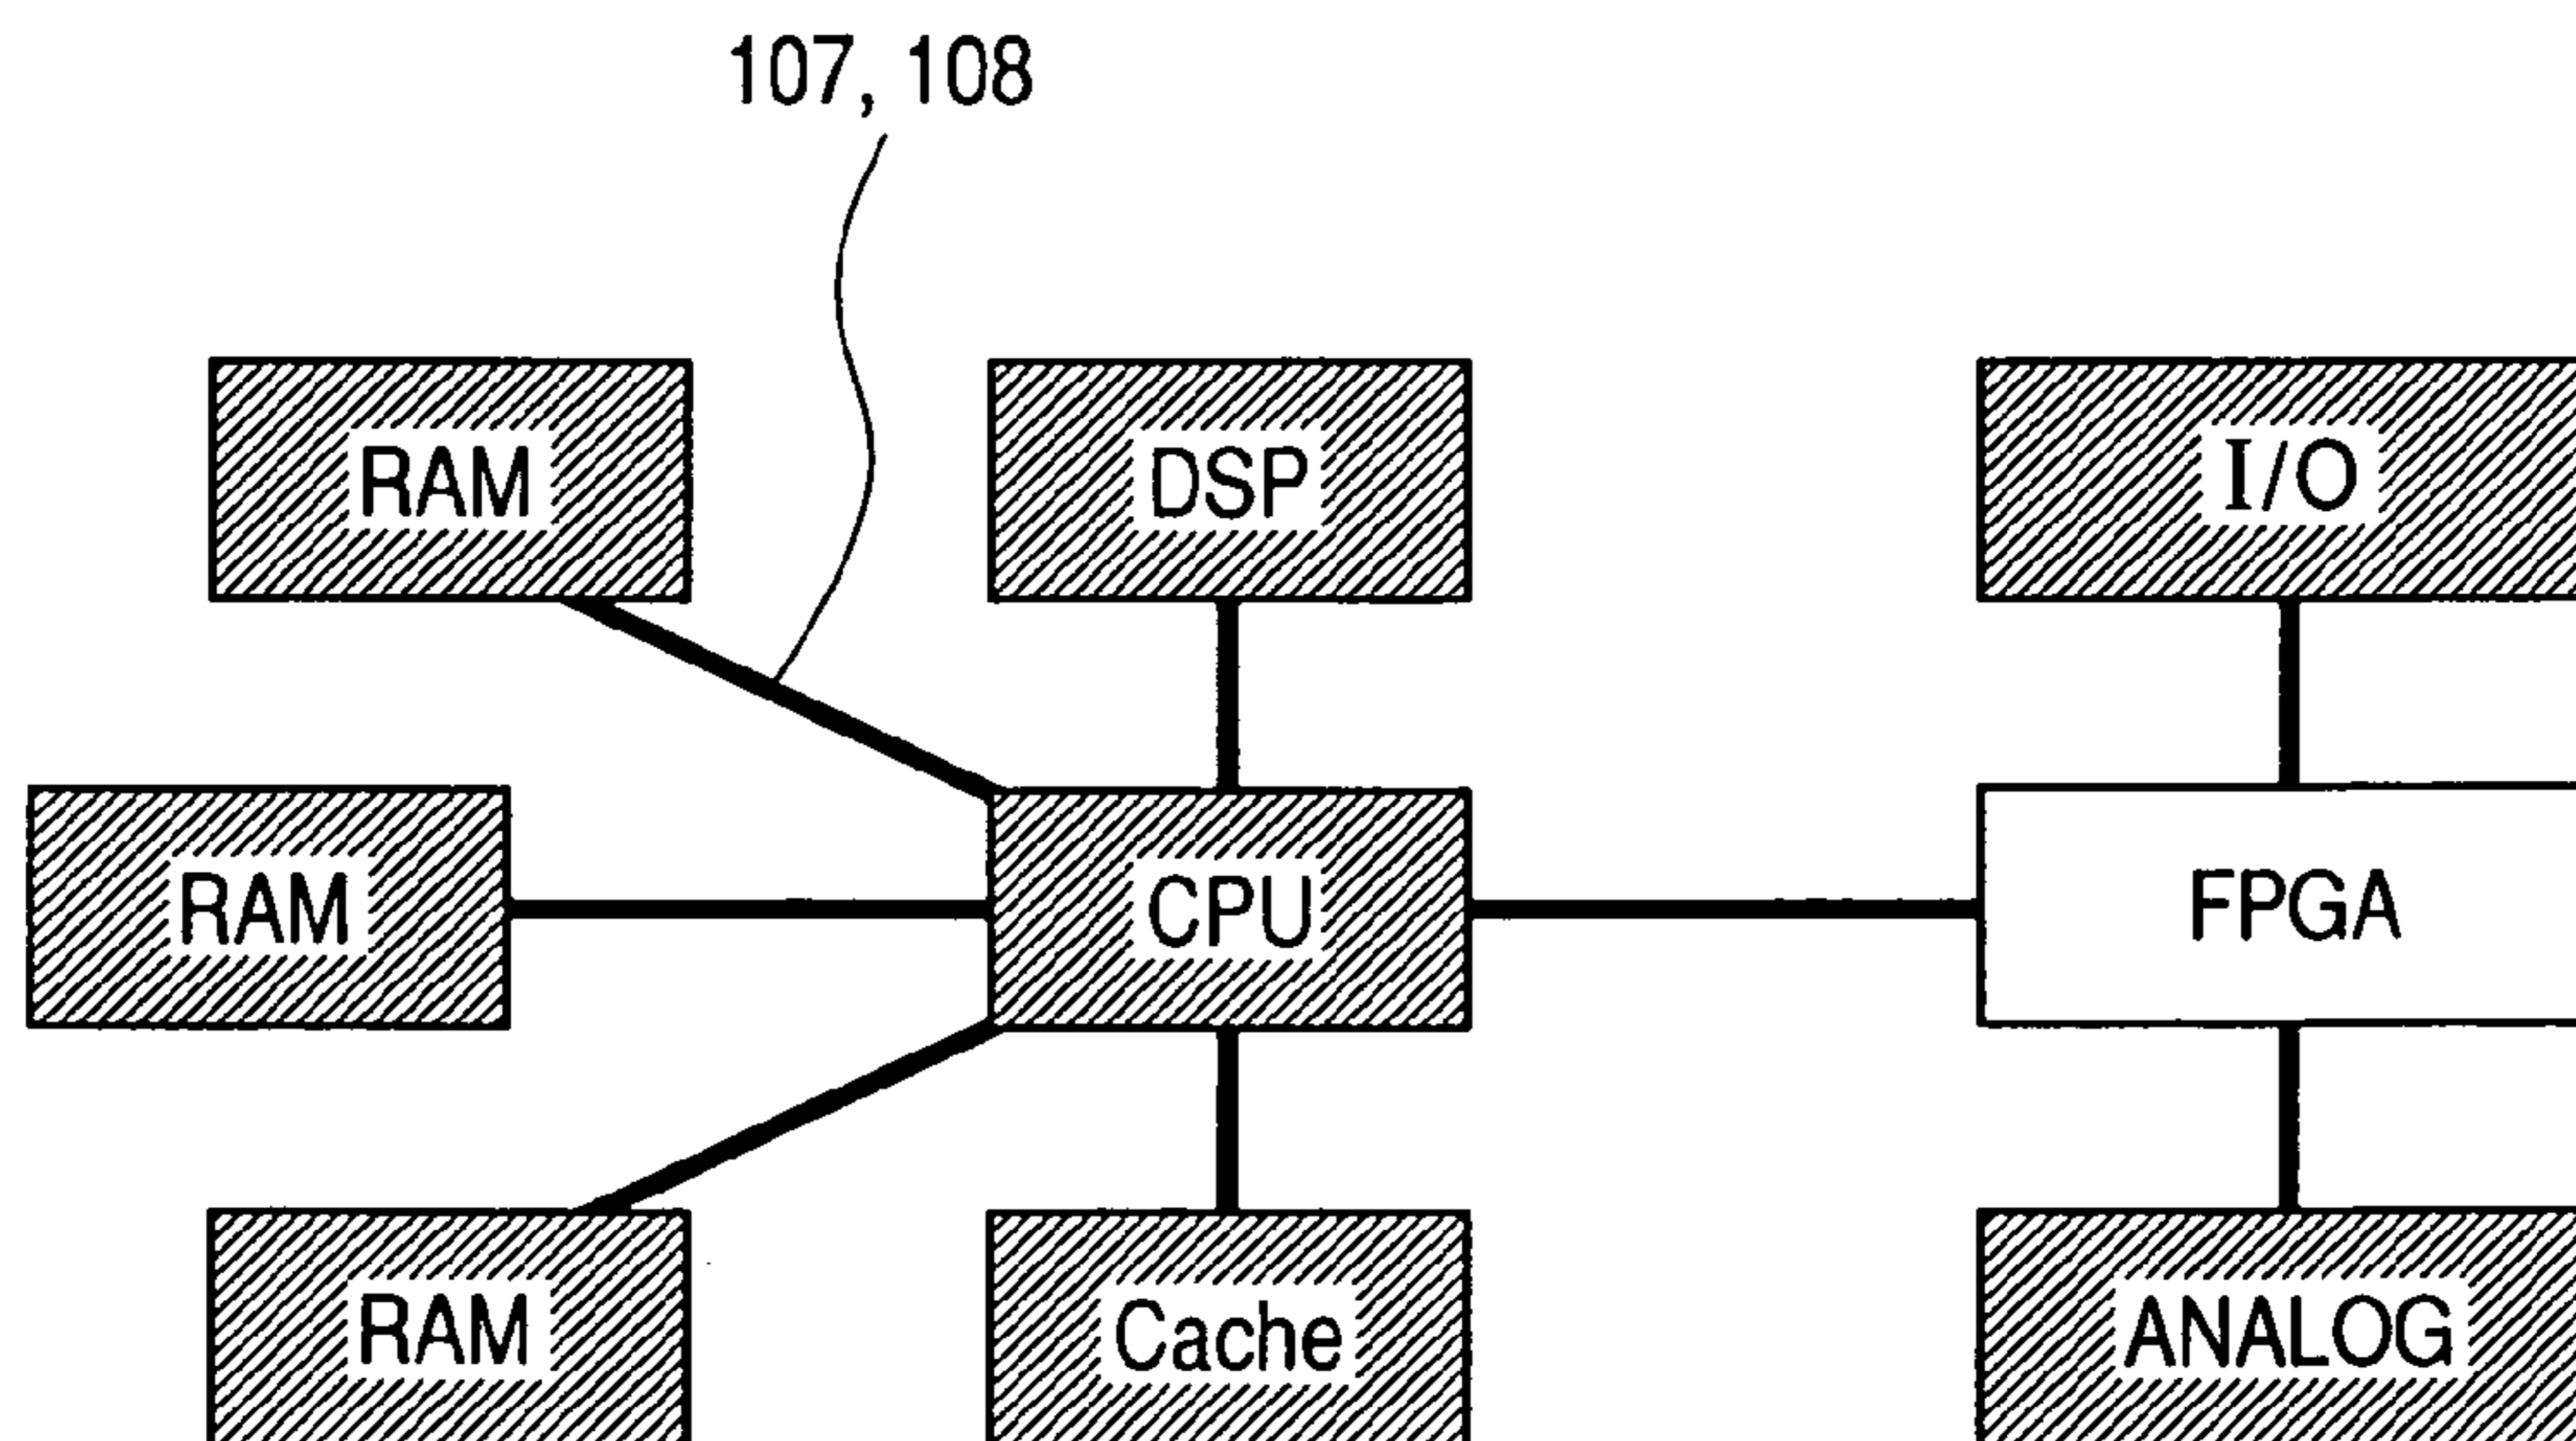 107, 108
RAM
DSP
I/O
RAM
CPU
FPGA
RAM
Cache
ANALOG